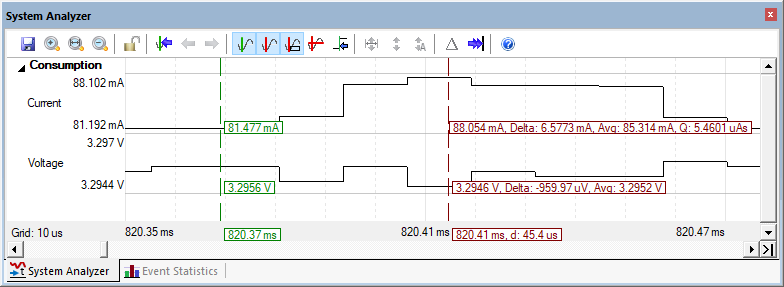 System Analyzer
Consumption
88.102 mA
Current
81.192 mA
81.477 mA
88.054 mA, Delta: 6.5773 mA, Avg: 85.314 mA, Q: 5.4601 uAs
3.297 V
Voltage
3.2944 V
3.2956 V
3.2946 V, Delta: -959.97 uV, Avg: 3.2952 V
Grid: 10 us
820.35 ms
820.37 ms
820.41 ms
820.41 ms, d: 45.4 us
820.47 ms
System Analyzer
Event Statistics